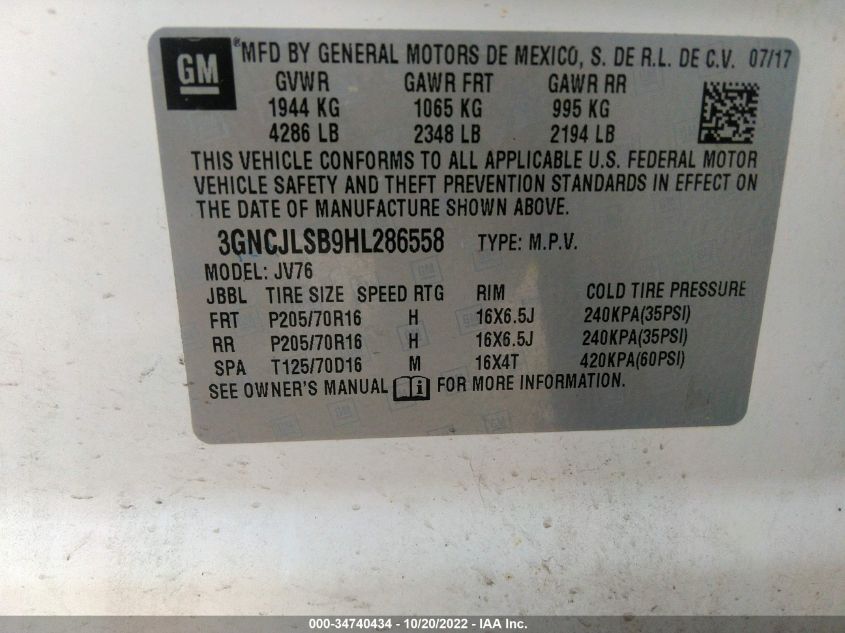 GM ® MFD BY GENERAL MOTORS DE MEXICO, S. DE R.L. DE C.V. 07/17
GVWR GAWR FRT GAWR RR
1944 KG 1065 KG 995 KG
4286 LB 2348 LB 2194 LB
THIS VEHICLE CONFORMS TO ALL APPLICABLE U.S. FEDERAL MOTOR
VEHICLE SAFETY AND THEFT PREVENTION STANDARDS IN EFFECT ON
THE DATE OF MANUFACTURE SHOWN ABOVE.
3GNCJLSB9HL286558 TYPE: M.P.V.
MODEL: JV76
JBBL TIRE SIZE SPEED RTG RIM COLD TIRE PRESSURE
FRT P205/70R16 H 16X6.5J 240KPA(35PSI)
RR P205/70R16 H 16X6.5J 240KPA(35PSI)
SPA T125/70D16 M 16X4T 420KPA(60PSI)
SEE OWNER'S MANUAL i FOR MORE INFORMATION.
000-34740434 - 10/20/2022 - IAA Inc.